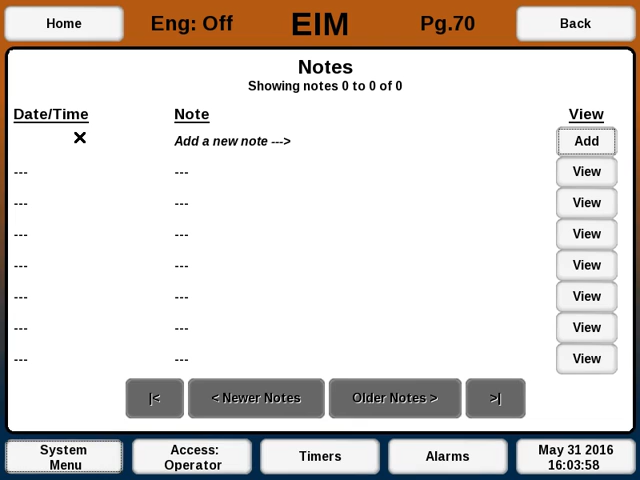 Home Eng: Off EIM Pg.70 Back
Notes
Showing notes 0 to 0 of 0
Date/Time Note View
Add a new note ---> Add
--- --- View
--- --- View
--- --- View
--- --- View
--- --- View
--- --- View
--- --- View
|< < Newer Notes Older Notes > >|
System Menu Access: Operator Timers Alarms May 31 2016 16:03:58